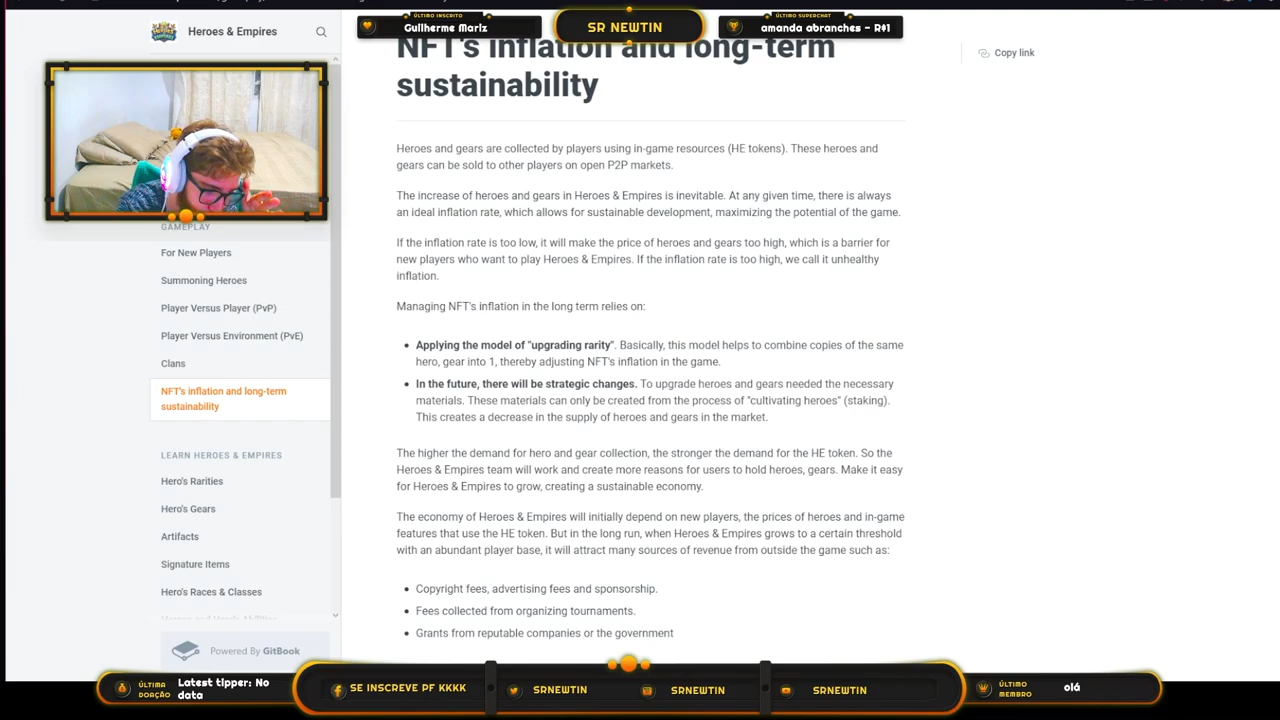 Heroes & Empires
ÚLTIMO INSCRITO
Guilherme Mariz
SR NEWTIN
ÚLTIMO SUPERCHAT
amanda abranches - R$1
Copy link
NFT's inflation and long-term
sustainability
GAMEPLAY
For New Players
Summoning Heroes
Player Versus Player (PvP)
Player Versus Environment (PvE)
Clans
NFT's inflation and long-term
sustainability
LEARN HEROES & EMPIRES
Hero's Rarities
Hero's Gears
Artifacts
Signature Items
Hero's Races & Classes
Powered By GitBook
Heroes and gears are collected by players using in-game resources (HE tokens). These heroes and
gears can be sold to other players on open P2P markets.
The increase of heroes and gears in Heroes & Empires is inevitable. At any given time, there is always
an ideal inflation rate, which allows for sustainable development, maximizing the potential of the game.
If the inflation rate is too low, it will make the price of heroes and gears too high, which is a barrier for
new players who want to play Heroes & Empires. If the inflation rate is too high, we call it unhealthy
inflation.
Managing NFT's inflation in the long term relies on:
• Applying the model of "upgrading rarity". Basically, this model helps to combine copies of the same
hero, gear into 1, thereby adjusting NFT's inflation in the game.
• In the future, there will be strategic changes. To upgrade heroes and gears needed the necessary
materials. These materials can only be created from the process of "cultivating heroes" (staking).
This creates a decrease in the supply of heroes and gears in the market.
The higher the demand for hero and gear collection, the stronger the demand for the HE token. So the
Heroes & Empires team will work and create more reasons for users to hold heroes, gears. Make it easy
for Heroes & Empires to grow, creating a sustainable economy.
The economy of Heroes & Empires will initially depend on new players, the prices of heroes and in-game
features that use the HE token. But in the long run, when Heroes & Empires grows to a certain threshold
with an abundant player base, it will attract many sources of revenue from outside the game such as:
• Copyright fees, advertising fees and sponsorship.
• Fees collected from organizing tournaments.
• Grants from reputable companies or the government
ÚLTIMA
DOAÇÃO
Latest tipper: No
data
SE INSCREVE PF KKKK
SRNEWTIN
SRNEWTIN
SRNEWTIN
ÚLTIMO
MEMBRO
olá